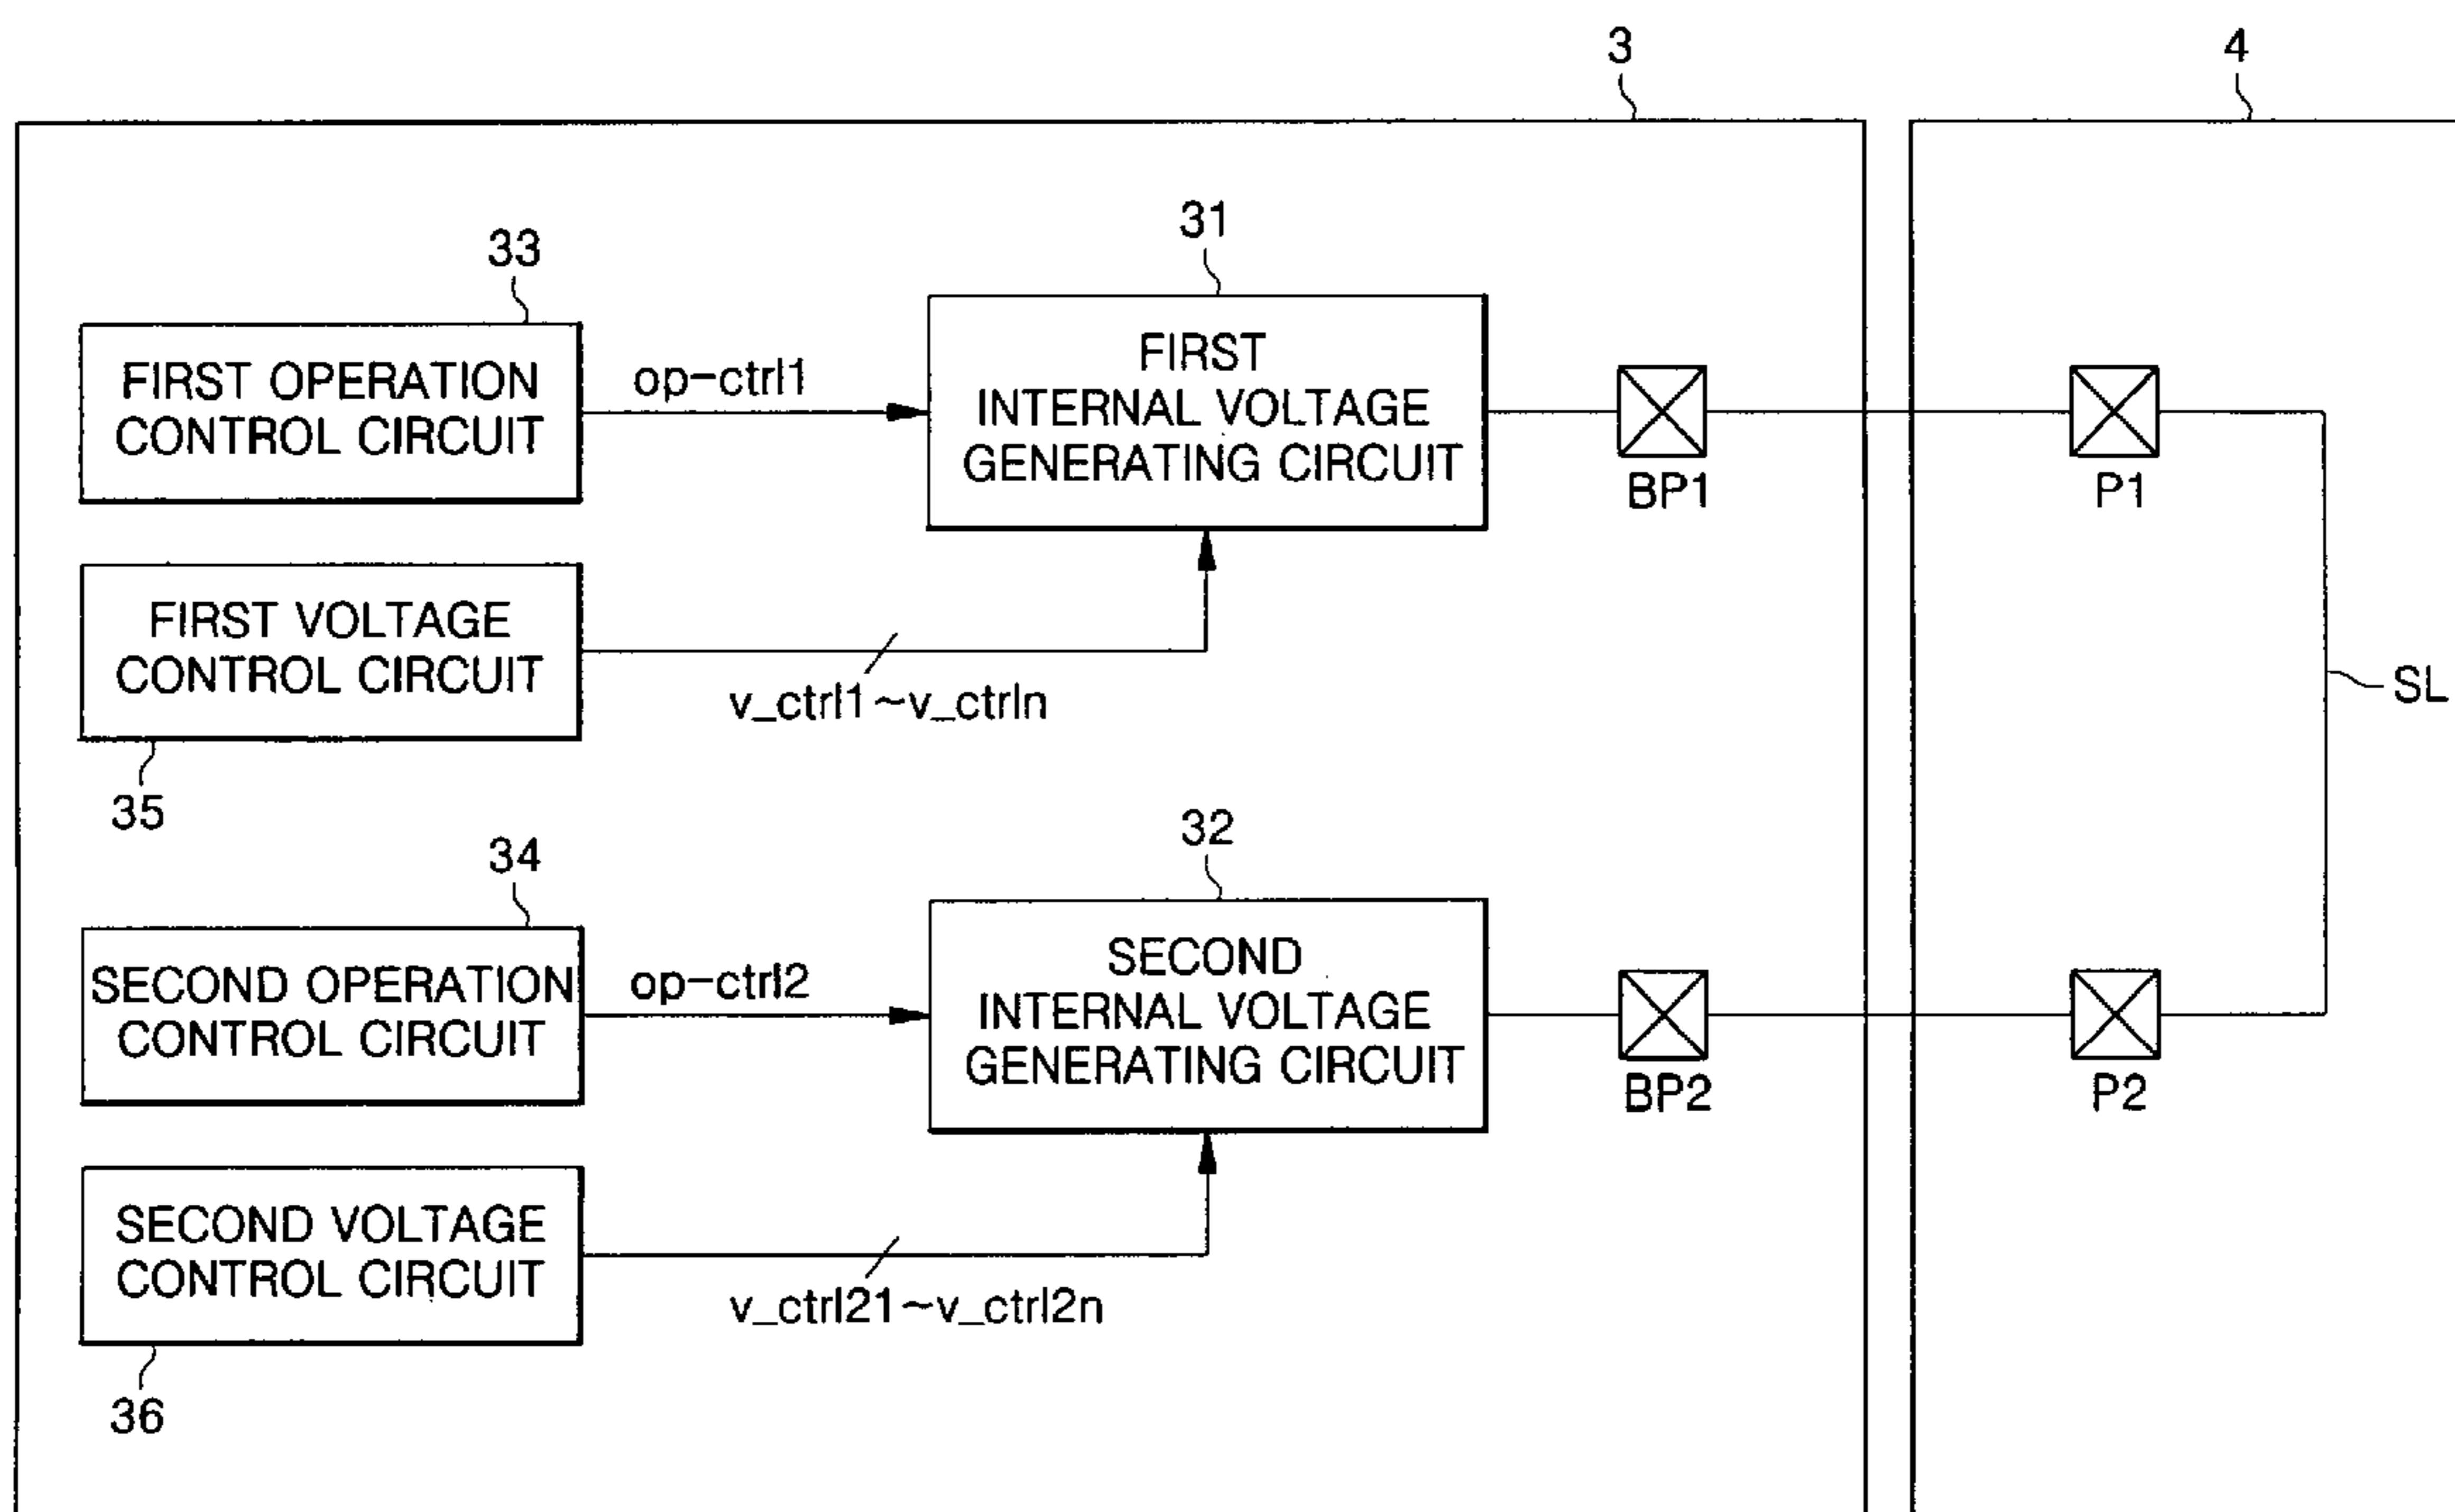 3
4
33
FIRST OPERATION
CONTROL CIRCUIT
op-ctrl1
31
FIRST
INTERNAL VOLTAGE
GENERATING CIRCUIT
BP1
P1
FIRST VOLTAGE
CONTROL CIRCUIT
v_ctrl1~v_ctrln
35
SL
34
SECOND OPERATION
CONTROL CIRCUIT
op-ctrl2
32
SECOND
INTERNAL VOLTAGE
GENERATING CIRCUIT
BP2
P2
SECOND VOLTAGE
CONTROL CIRCUIT
v_ctrl21~v_ctrl2n
36